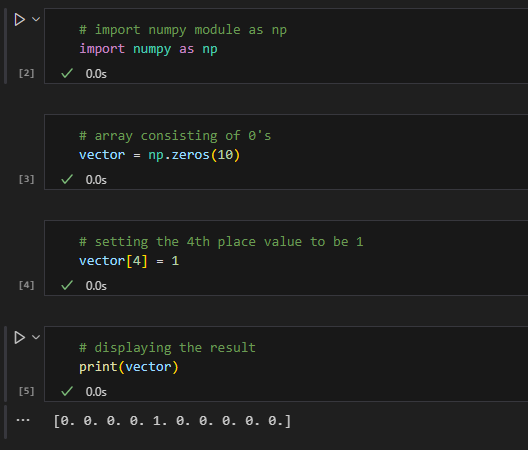 # import numpy module as np
import numpy as np
[2]
0.0s
# array consisting of 0's
vector = np.zeros(10)
[3]
0.0s
# setting the 4th place value to be 1
vector[4] = 1
[4]
0.0s
# displaying the result
print(vector)
[5]
0.0s
... [0. 0. 0. 0. 1. 0. 0. 0. 0. 0.]